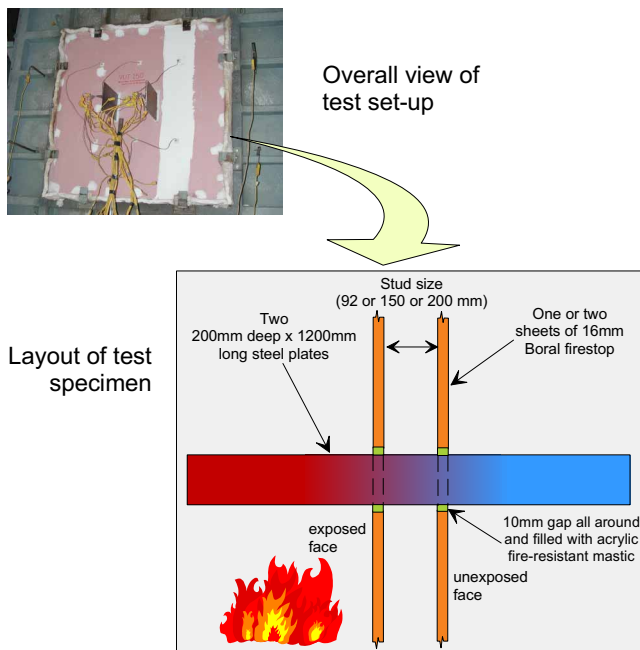 Overall view of
test set-up
Layout of test
specimen
Stud size
(92 or 150 or 200 mm)
Two
200mm deep x 1200mm
long steel plates
One or two
sheets of 16mm
Boral firestop
exposed
face
10mm gap all around
and filled with acrylic
fire-resistant mastic
unexposed
face